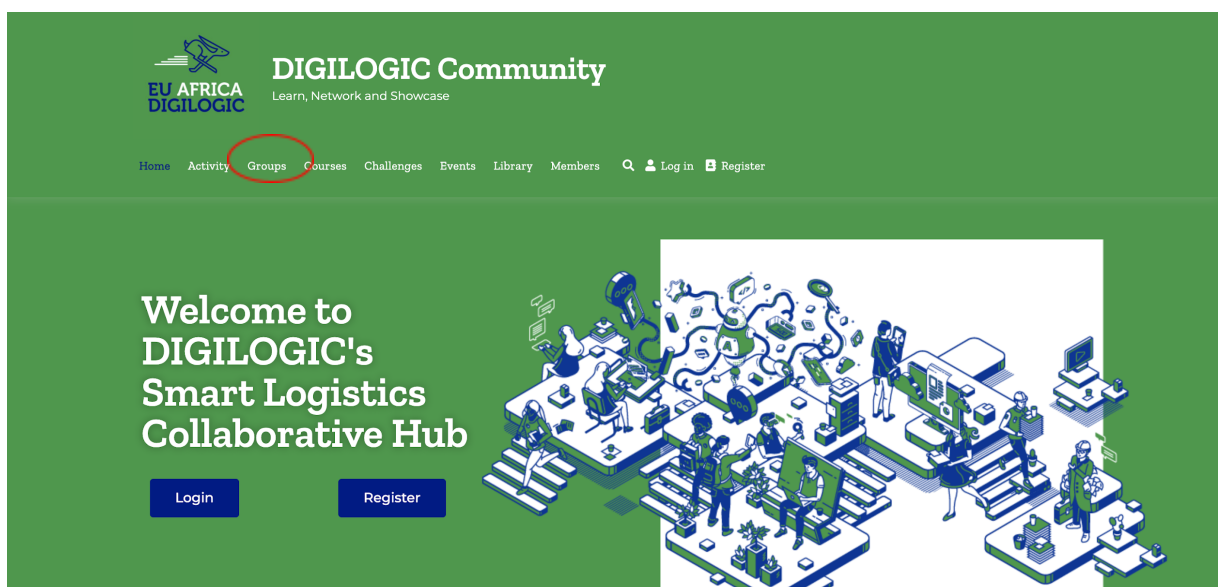 EU AFRICA
DIGILOGIC
DIGILOGIC Community
Learn, Network and Showcase
Home Activity Groups Courses Challenges Events Library Members Log in Register
Welcome to
DIGILOGIC's
Smart Logistics
Collaborative Hub
Login Register
A